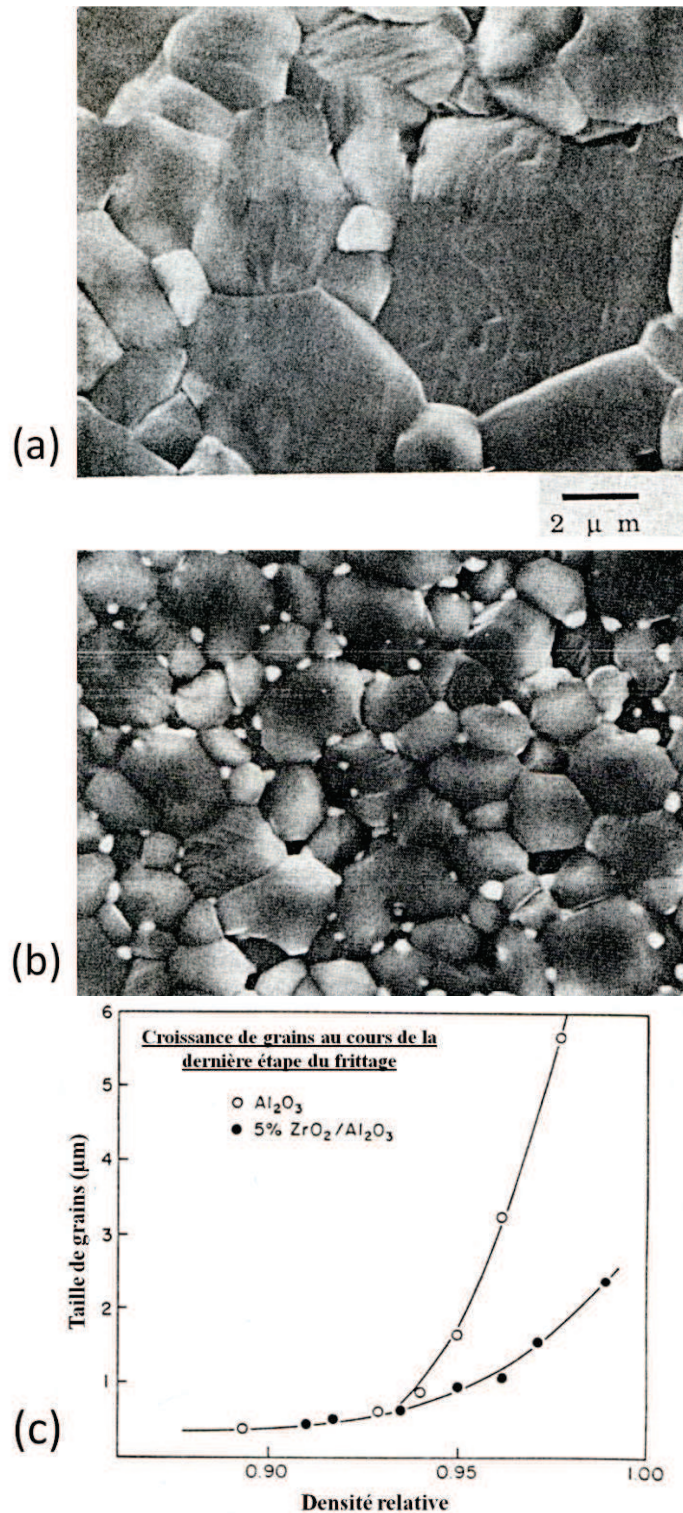 (a)
2 μ m
(b)
6
Croissance de grains au cours de la
dernière étape du frittage
5
○ Al₂O₃
● 5% ZrO₂/Al₂O₃
4
3
2
1
Taille de grains (μm)
(c)
0.90
0.95
1.00
Densité relative